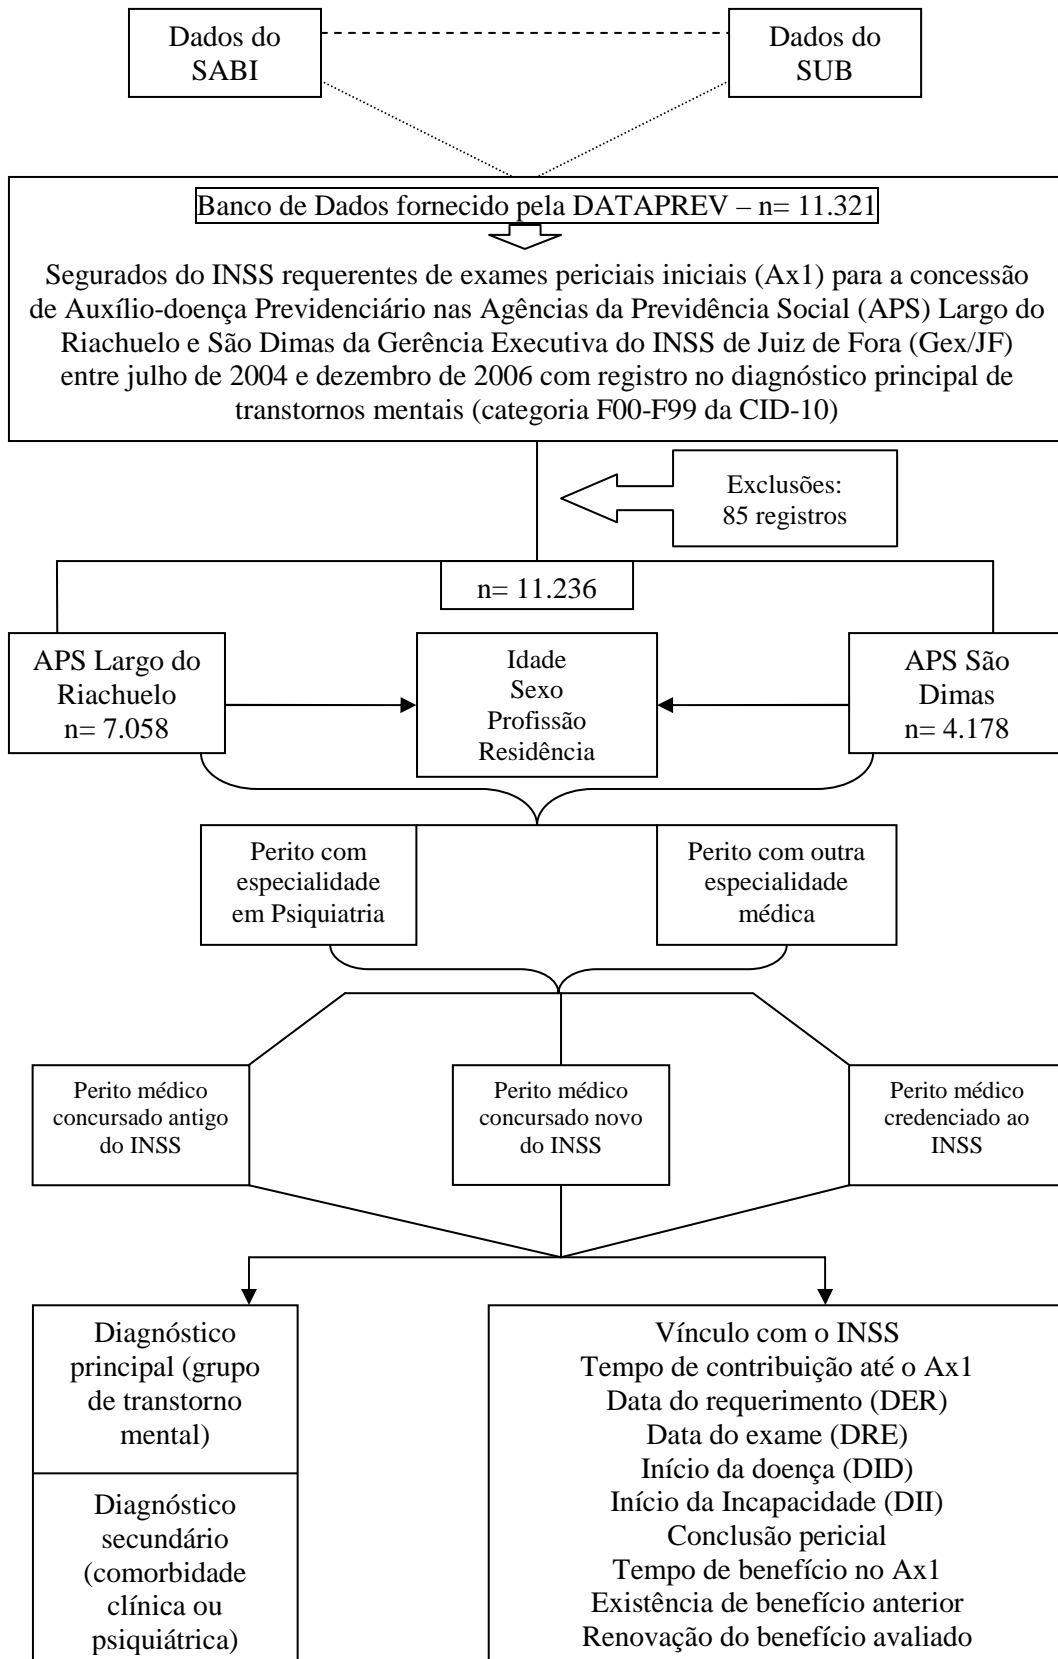 Dados do
SABI
Dados do
SUB
Banco de Dados fornecido pela DATAPREV – n= 11.321
Segurados do INSS requerentes de exames periciais iniciais (Ax1) para a concessão
de Auxílio-doença Previdenciário nas Agências da Previdência Social (APS) Largo do
Riachuelo e São Dimas da Gerência Executiva do INSS de Juiz de Fora (Gex/JF)
entre julho de 2004 e dezembro de 2006 com registro no diagnóstico principal de
transtornos mentais (categoria F00-F99 da CID-10)
Exclusões:
85 registros
n= 11.236
APS Largo do
Riachuelo
n= 7.058
Idade
Sexo
Profissão
Residência
APS São
Dimas
n= 4.178
Perito com
especialidade
em Psiquiatria
Perito com outra
especialidade
médica
Perito médico
concursado antigo
do INSS
Perito médico
concursado novo
do INSS
Perito médico
credenciado ao
INSS
Diagnóstico
principal (grupo
de transtorno
mental)
Diagnóstico
secundário
(comorbidade
clínica ou
psiquiátrica)
Vínculo com o INSS
Tempo de contribuição até o Ax1
Data do requerimento (DER)
Data do exame (DRE)
Início da doença (DID)
Início da Incapacidade (DII)
Conclusão pericial
Tempo de benefício no Ax1
Existência de benefício anterior
Renovação do benefício avaliado